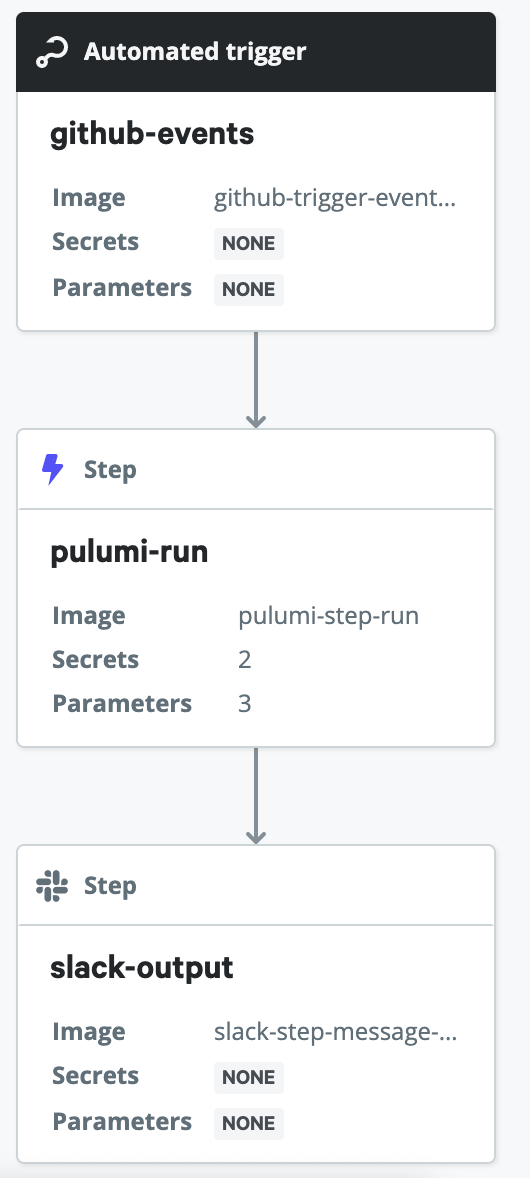 Automated trigger
github-events
Image github-trigger-event...
Secrets NONE
Parameters NONE
Step
pulumi-run
Image pulumi-step-run
Secrets 2
Parameters 3
Step
slack-output
Image slack-step-message-...
Secrets NONE
Parameters NONE